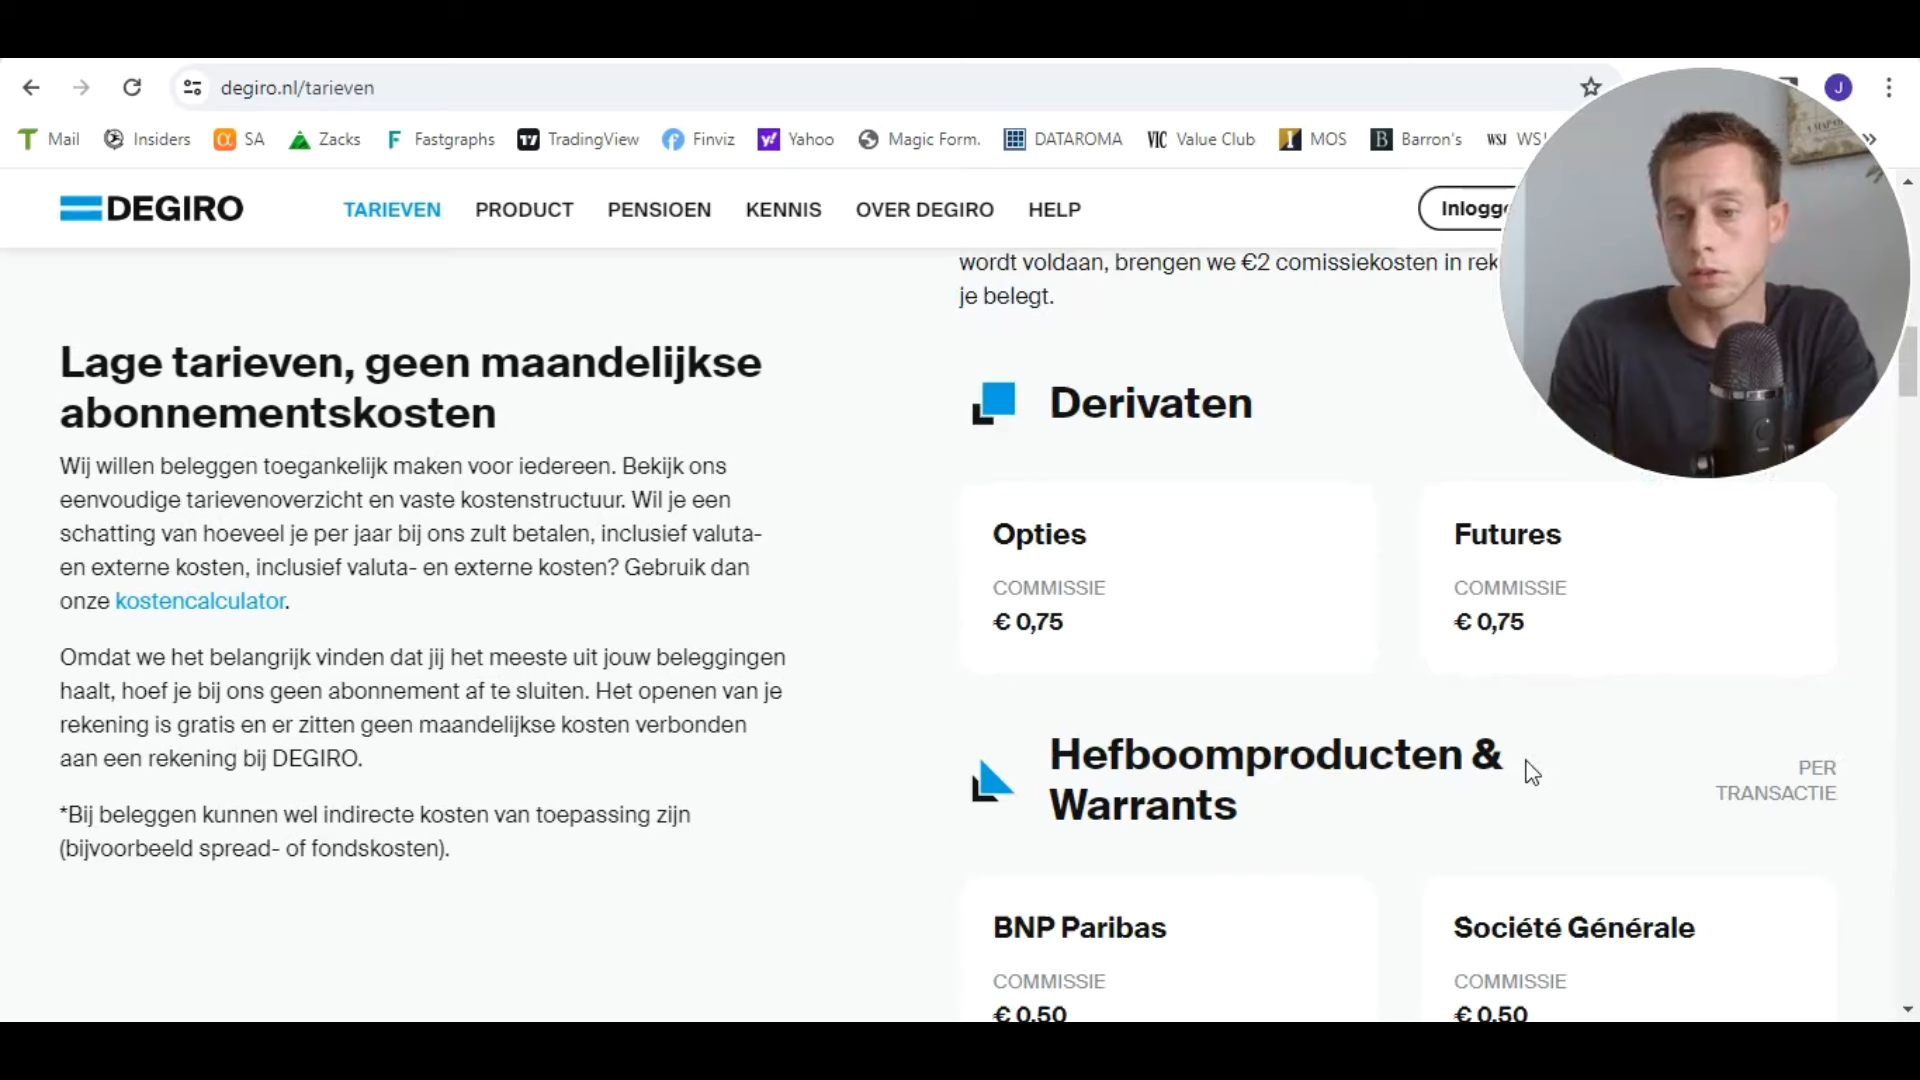 degiro.nl/tarieven
J
Mail Insiders SA Zacks Fastgraphs TradingView Finviz Yahoo Magic Form. DATAROMA Value Club MOS Barron's
DEGIRO TARIEVEN PRODUCT PENSIOEN KENNIS OVER DEGIRO HELP
wordt voldaan, brengen we €2 comissiekosten in
je belegt.
Lage tarieven, geen maandelijkse
abonnementskosten
Wij willen beleggen toegankelijk maken voor iedereen. Bekijk ons
eenvoudige tarievenoverzicht en vaste kostenstructuur. Wil je een
schatting van hoeveel je per jaar bij ons zult betalen, inclusief valuta-
en externe kosten, inclusief valuta- en externe kosten? Gebruik dan
onze kostencalculator.
Omdat we het belangrijk vinden dat jij het meeste uit jouw beleggingen
haalt, hoef je bij ons geen abonnement af te sluiten. Het openen van je
rekening is gratis en er zitten geen maandelijkse kosten verbonden
aan een rekening bij DEGIRO.
*Bij beleggen kunnen wel indirecte kosten van toepassing zijn
(bijvoorbeeld spread- of fondskosten).
Derivaten
Opties
COMMISSIE
€ 0,75
Futures
COMMISSIE
€ 0,75
Hefboomproducten &
Warrants
PER
TRANSACTIE
BNP Paribas
COMMISSIE
€ 0,50
Société Générale
COMMISSIE
€ 0,50